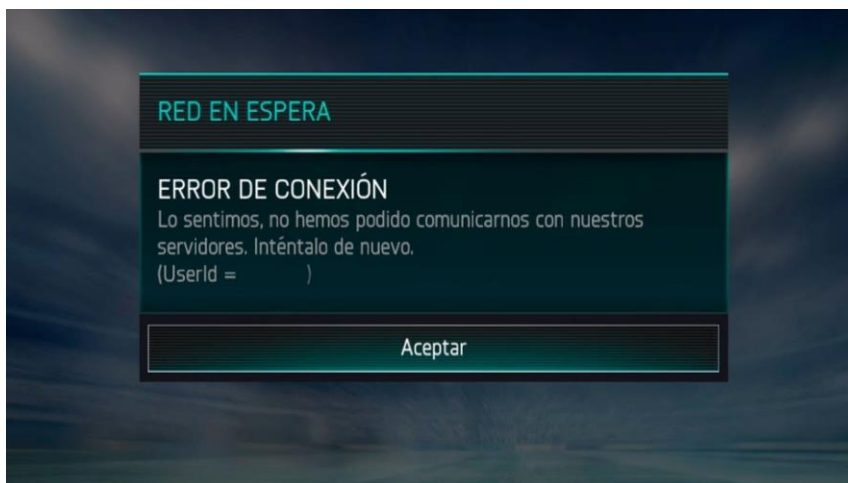 RED EN ESPERA
ERROR DE CONEXIÓN
Lo sentimos, no hemos podido comunicarnos con nuestros
servidores. Inténtalo de nuevo.
(UserId = )
Aceptar